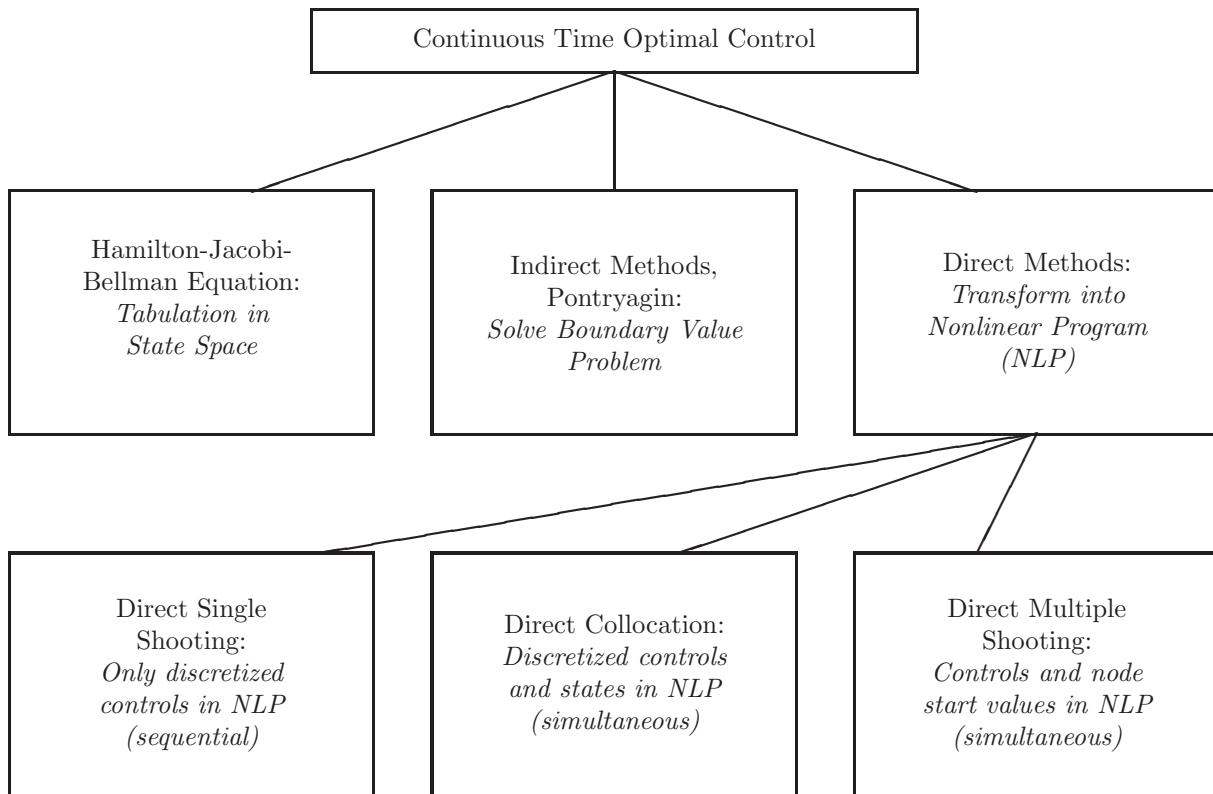 Continuous Time Optimal Control
Hamilton-Jacobi-
Bellman Equation:
Tabulation in
State Space
Indirect Methods,
Pontryagin:
Solve Boundary Value
Problem
Direct Methods:
Transform into
Nonlinear Program
(NLP)
Direct Single
Shooting:
Only discretized
controls in NLP
(sequential)
Direct Collocation:
Discretized controls
and states in NLP
(simultaneous)
Direct Multiple
Shooting:
Controls and node
start values in NLP
(simultaneous)